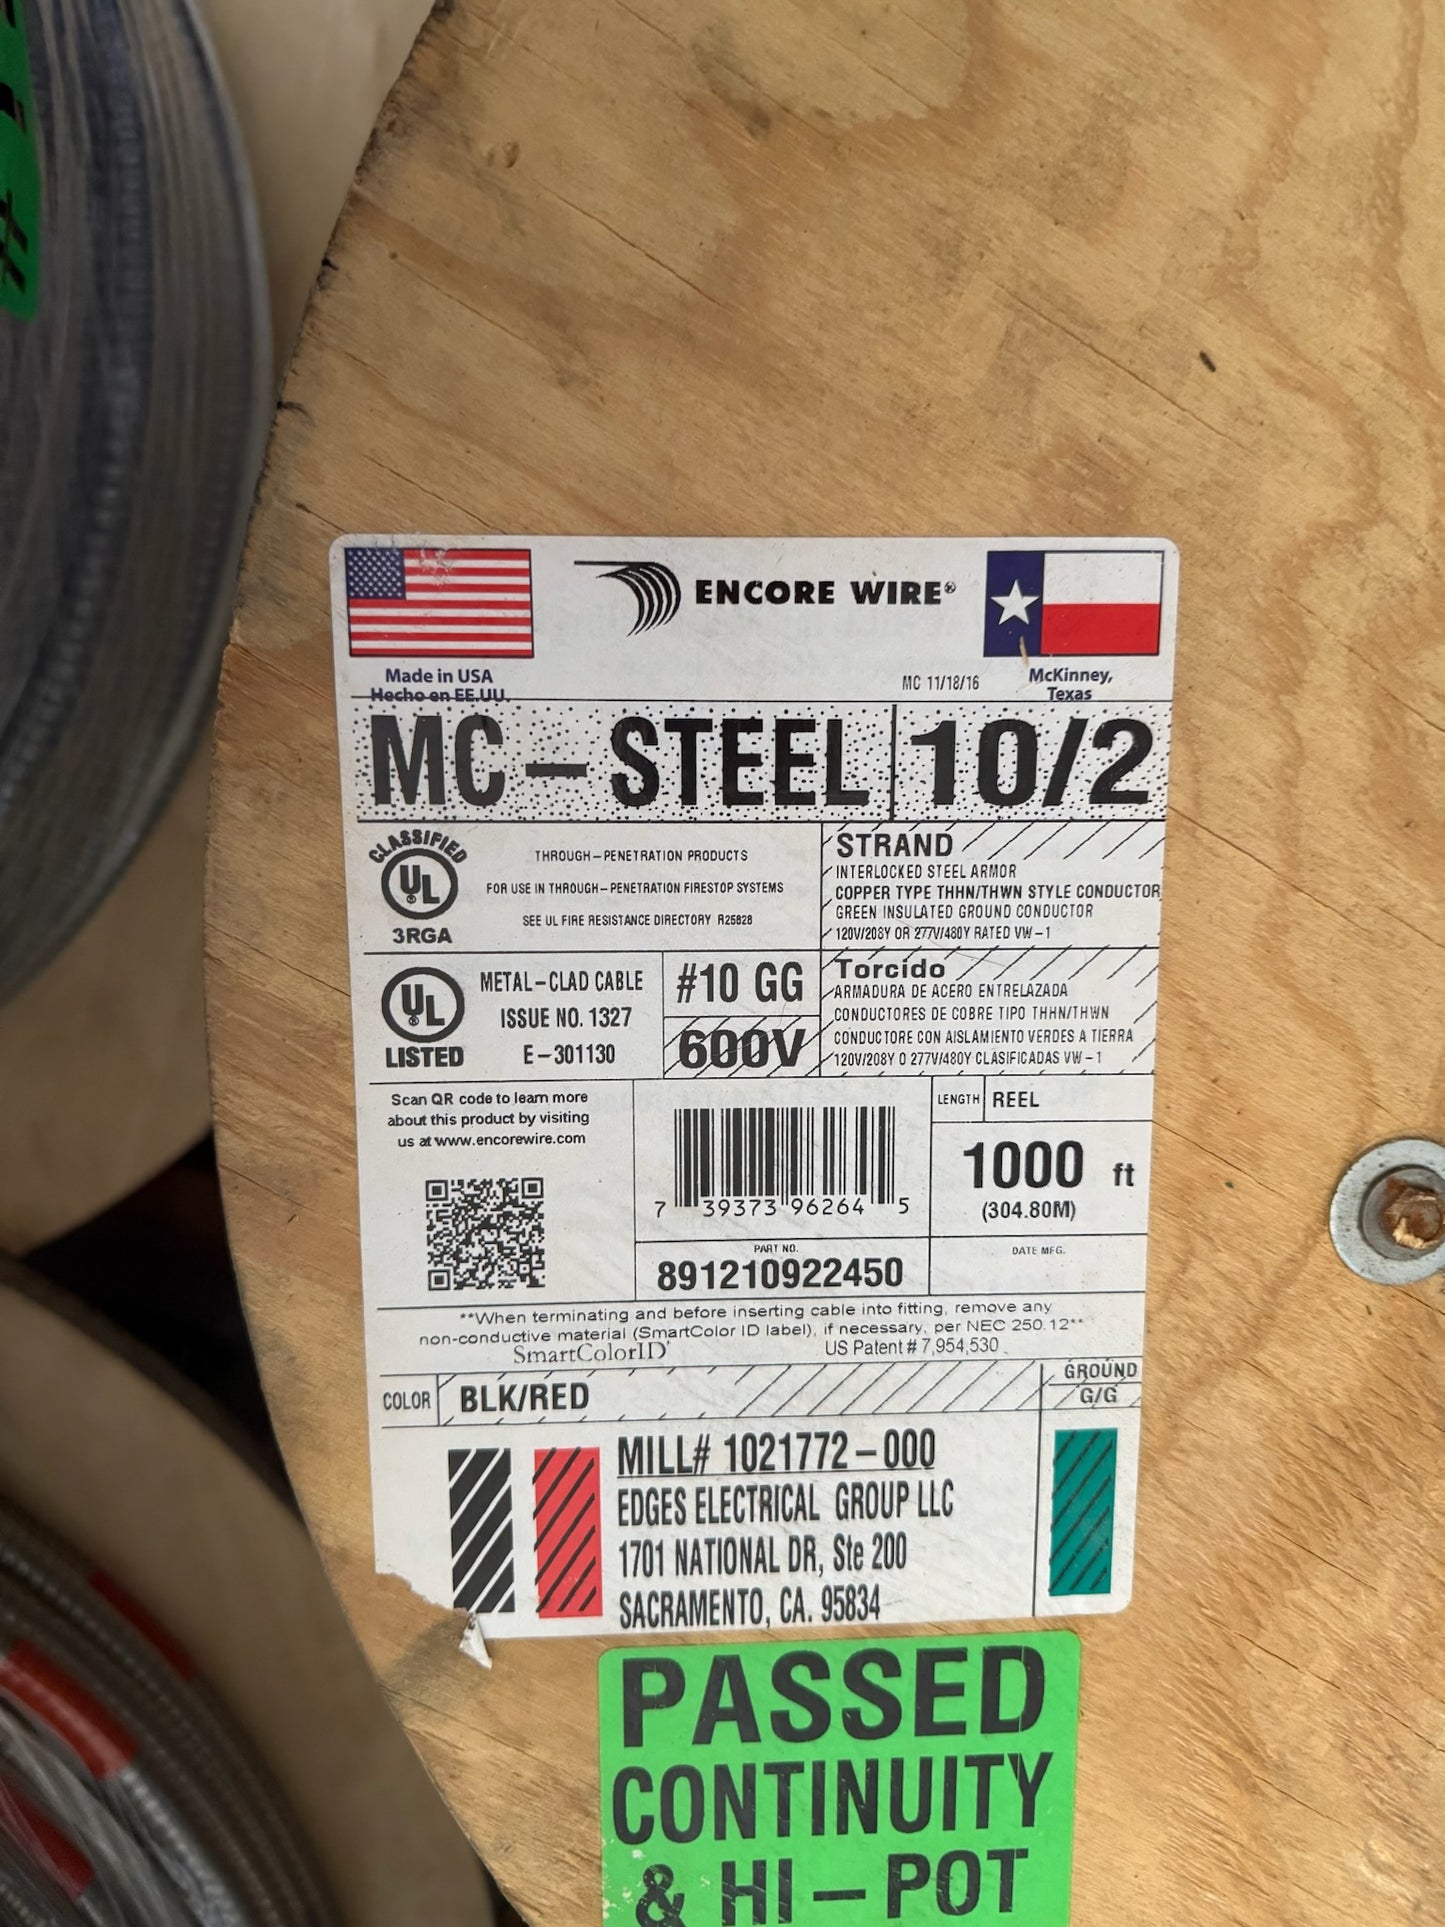 ENCORE WIRE®
Made in USA
Hecho en EE.UU.
MC 11/18/16
McKinney,
Texas
MC-STEEL 10/2
CLASSIFIED
UL®
3RGA
THROUGH-PENETRATION PRODUCTS
FOR USE IN THROUGH-PENETRATION FIRESTOP SYSTEMS
SEE UL FIRE RESISTANCE DIRECTORY R25828
STRAND
INTERLOCKED STEEL ARMOR
COPPER TYPE THHN/THWN STYLE CONDUCTOR
GREEN INSULATED GROUND CONDUCTOR
120V/208Y OR 277V/480Y RATED VW-1
UL®
LISTED
METAL-CLAD CABLE
ISSUE NO. 1327
E-301130
#10 GG
600V
Torcido
ARMADURA DE ACERO ENTRELAZADA
CONDUCTORES DE COBRE TIPO THHN/THWN
CONDUCTORE CON AISLAMIENTO VERDES A TIERRA
120V/208Y O 277V/480Y CLASIFICADAS VW-1
Scan QR code to learn more
about this product by visiting
us at www.encorewire.com
7 39373 96264 5
PART NO.
891210922450
LENGTH REEL
1000 ft
(304.80M)
DATE MFG.
**When terminating and before inserting cable into fitting, remove any
non-conductive material (SmartColor ID label), if necessary, per NEC 250.12**
SmartColorID US Patent # 7,954,530
COLOR BLK/RED
GROUND
G/G
MILL# 1021772-000
EDGES ELECTRICAL GROUP LLC
1701 NATIONAL DR, Ste 200
SACRAMENTO, CA. 95834
PASSED
CONTINUITY
& HI-POT